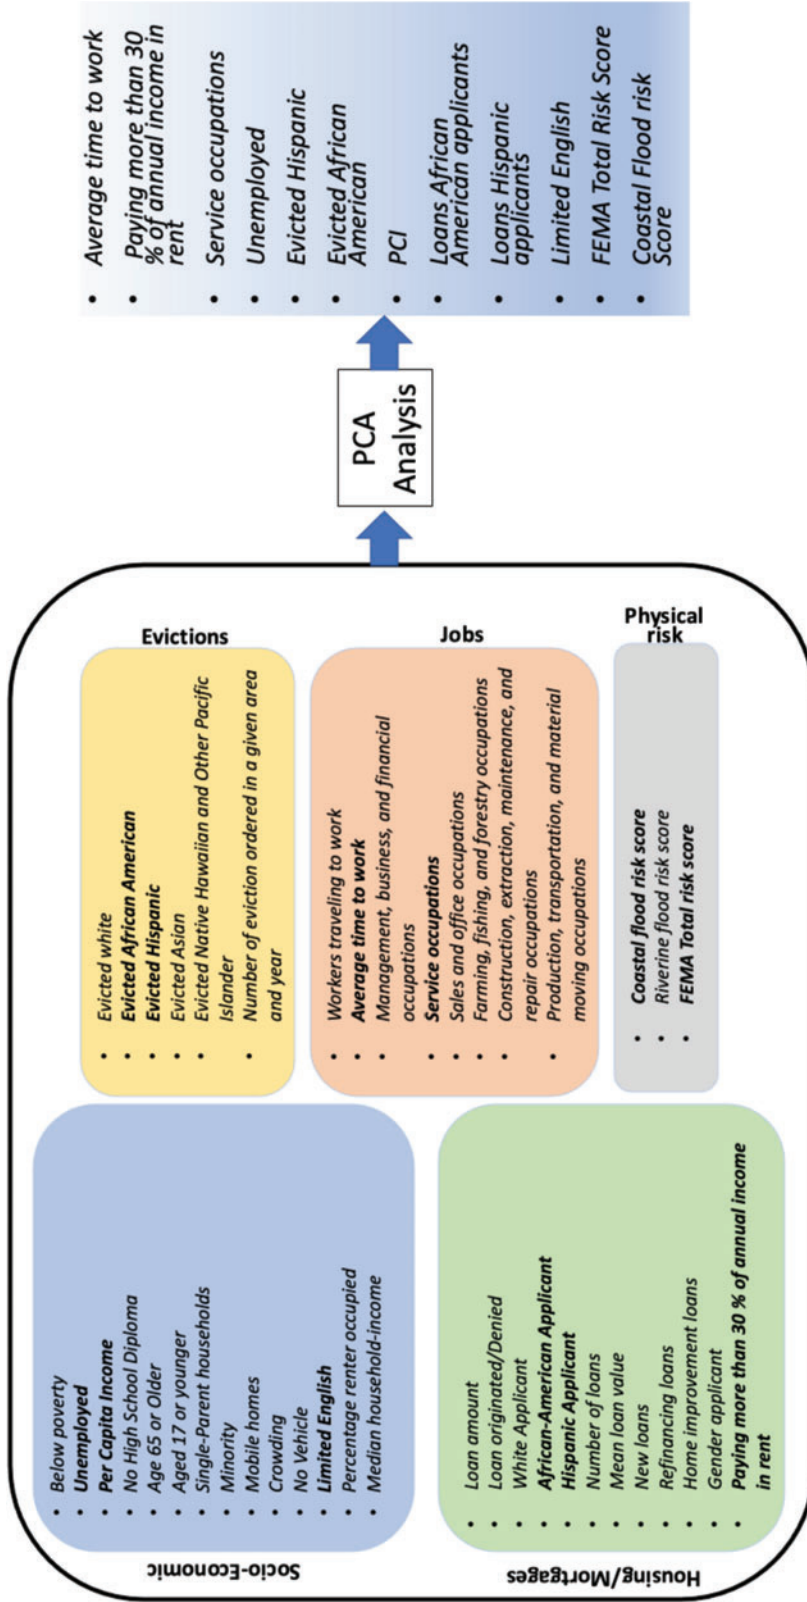 Socio-Economic
• Below poverty
• Unemployed
• Per Capita Income
• No High School Diploma
• Age 65 or Older
• Aged 17 or younger
• Single-Parent households
• Minority
• Mobile homes
• Crowding
• No Vehicle
• Limited English
• Percentage renter occupied
• Median household-income
Evictions
• Evicted white
• Evicted African American
• Evicted Hispanic
• Evicted Asian
• Evicted Native Hawaiian and Other Pacific
Islander
• Number of eviction ordered in a given area
and year
Housing/Mortgages
• Loan amount
• Loan originated/Denied
• White Applicant
• African-American Applicant
• Hispanic Applicant
• Number of loans
• Mean loan value
• New loans
• Refinancing loans
• Home improvement loans
• Gender applicant
• Paying more than 30 % of annual income
in rent
Jobs
• Workers traveling to work
• Average time to work
• Management, business, and financial
occupations
• Service occupations
• Sales and office occupations
• Farming, fishing, and forestry occupations
• Construction, extraction, maintenance, and
repair occupations
• Production, transportation, and material
moving occupations
Physical
risk
• Coastal flood risk score
• Riverine flood risk score
• FEMA Total risk score
PCA
Analysis
• Average time to work
• Paying more than 30
% of annual income in
rent
• Service occupations
• Unemployed
• Evicted Hispanic
• Evicted African
American
• PCI
• Loans African
American applicants
• Loans Hispanic
applicants
• Limited English
• FEMA Total Risk Score
• Coastal Flood risk
Score